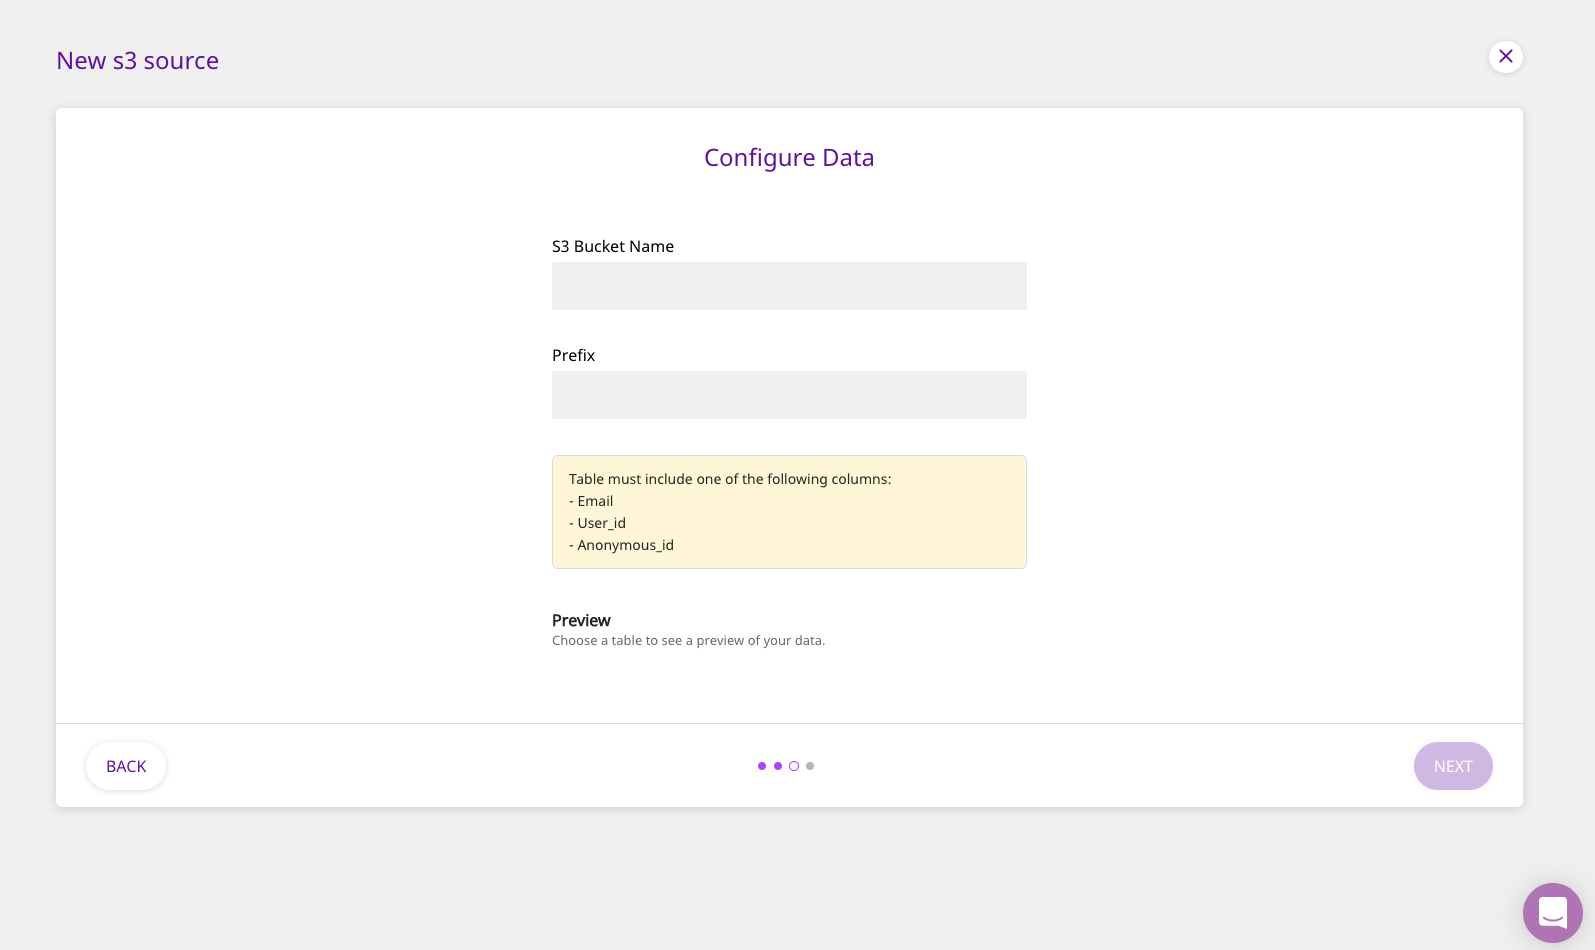 New s3 source
Configure Data
S3 Bucket Name
Prefix
Table must include one of the following columns:
- Email
- User_id
- Anonymous_id
Preview
Choose a table to see a preview of your data.
BACK
NEXT